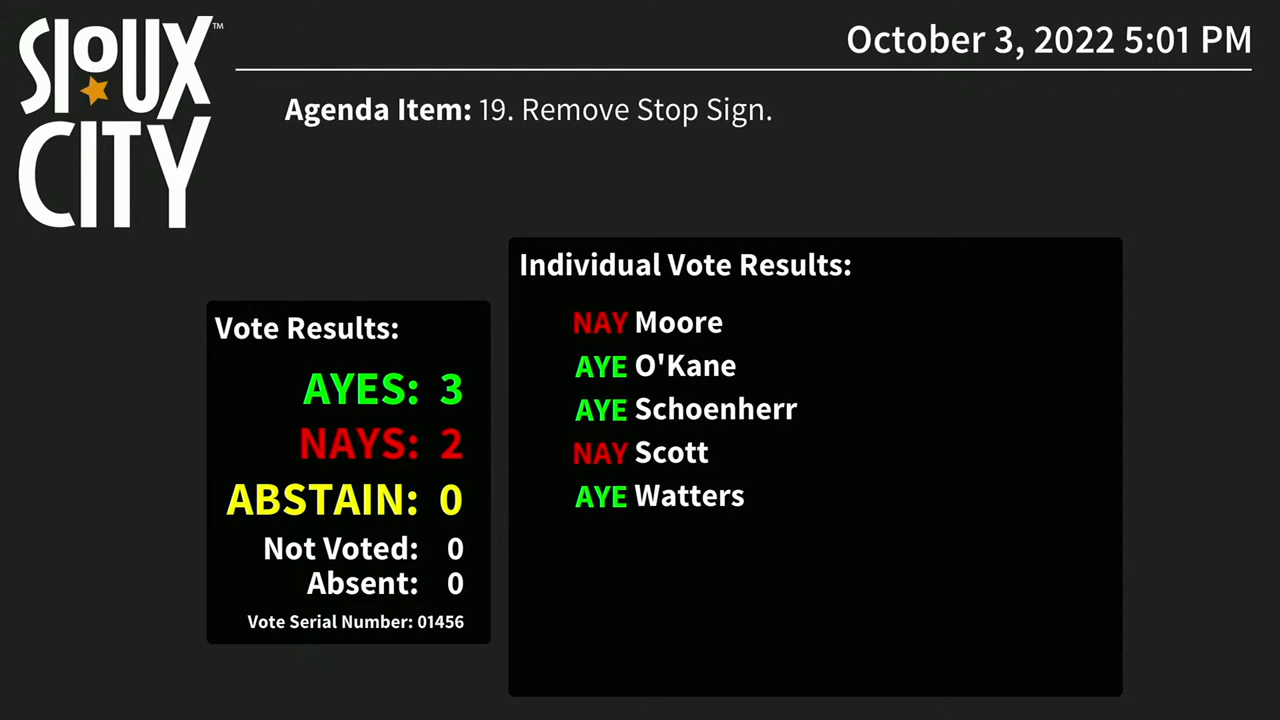 SIOUX
CITY
™
October 3, 2022 5:01 PM
Agenda Item: 19. Remove Stop Sign.
Vote Results:
AYES: 3
NAYS: 2
ABSTAIN: 0
Not Voted: 0
Absent: 0
Vote Serial Number: 01456
Individual Vote Results:
NAY Moore
AYE O'Kane
AYE Schoenherr
NAY Scott
AYE Watters